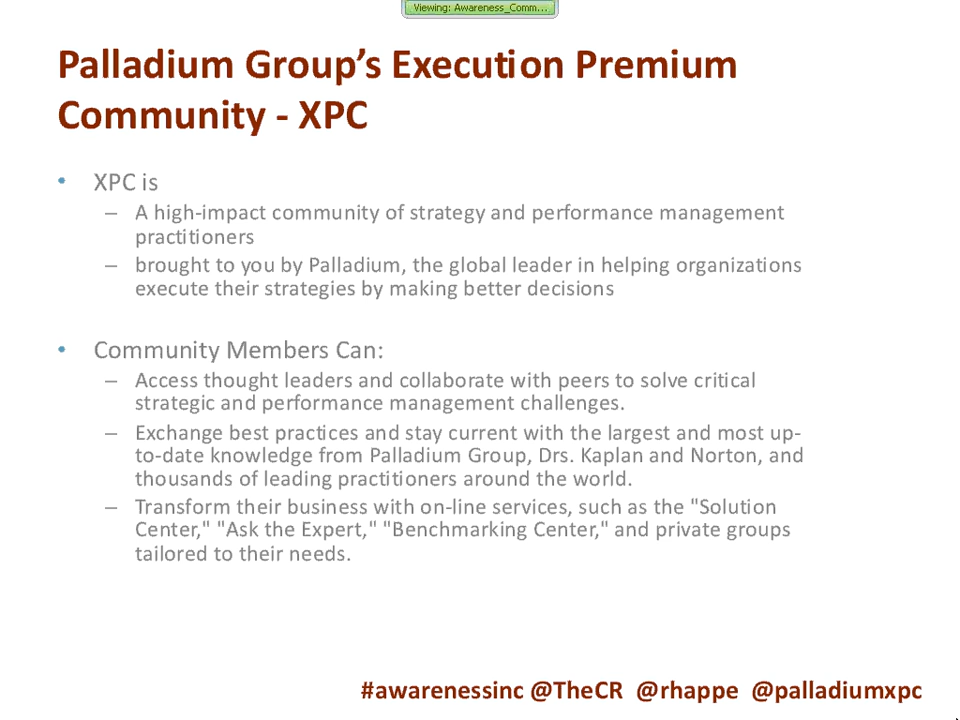 Viewing: Awareness_Comm...
Palladium Group's Execution Premium
Community - XPC
• XPC is
– A high-impact community of strategy and performance management
practitioners
– brought to you by Palladium, the global leader in helping organizations
execute their strategies by making better decisions
• Community Members Can:
– Access thought leaders and collaborate with peers to solve critical
strategic and performance management challenges.
– Exchange best practices and stay current with the largest and most up-
to-date knowledge from Palladium Group, Drs. Kaplan and Norton, and
thousands of leading practitioners around the world.
– Transform their business with on-line services, such as the "Solution
Center," "Ask the Expert," "Benchmarking Center," and private groups
tailored to their needs.
#awarenessinc @TheCR @rhappe @palladiumxpc